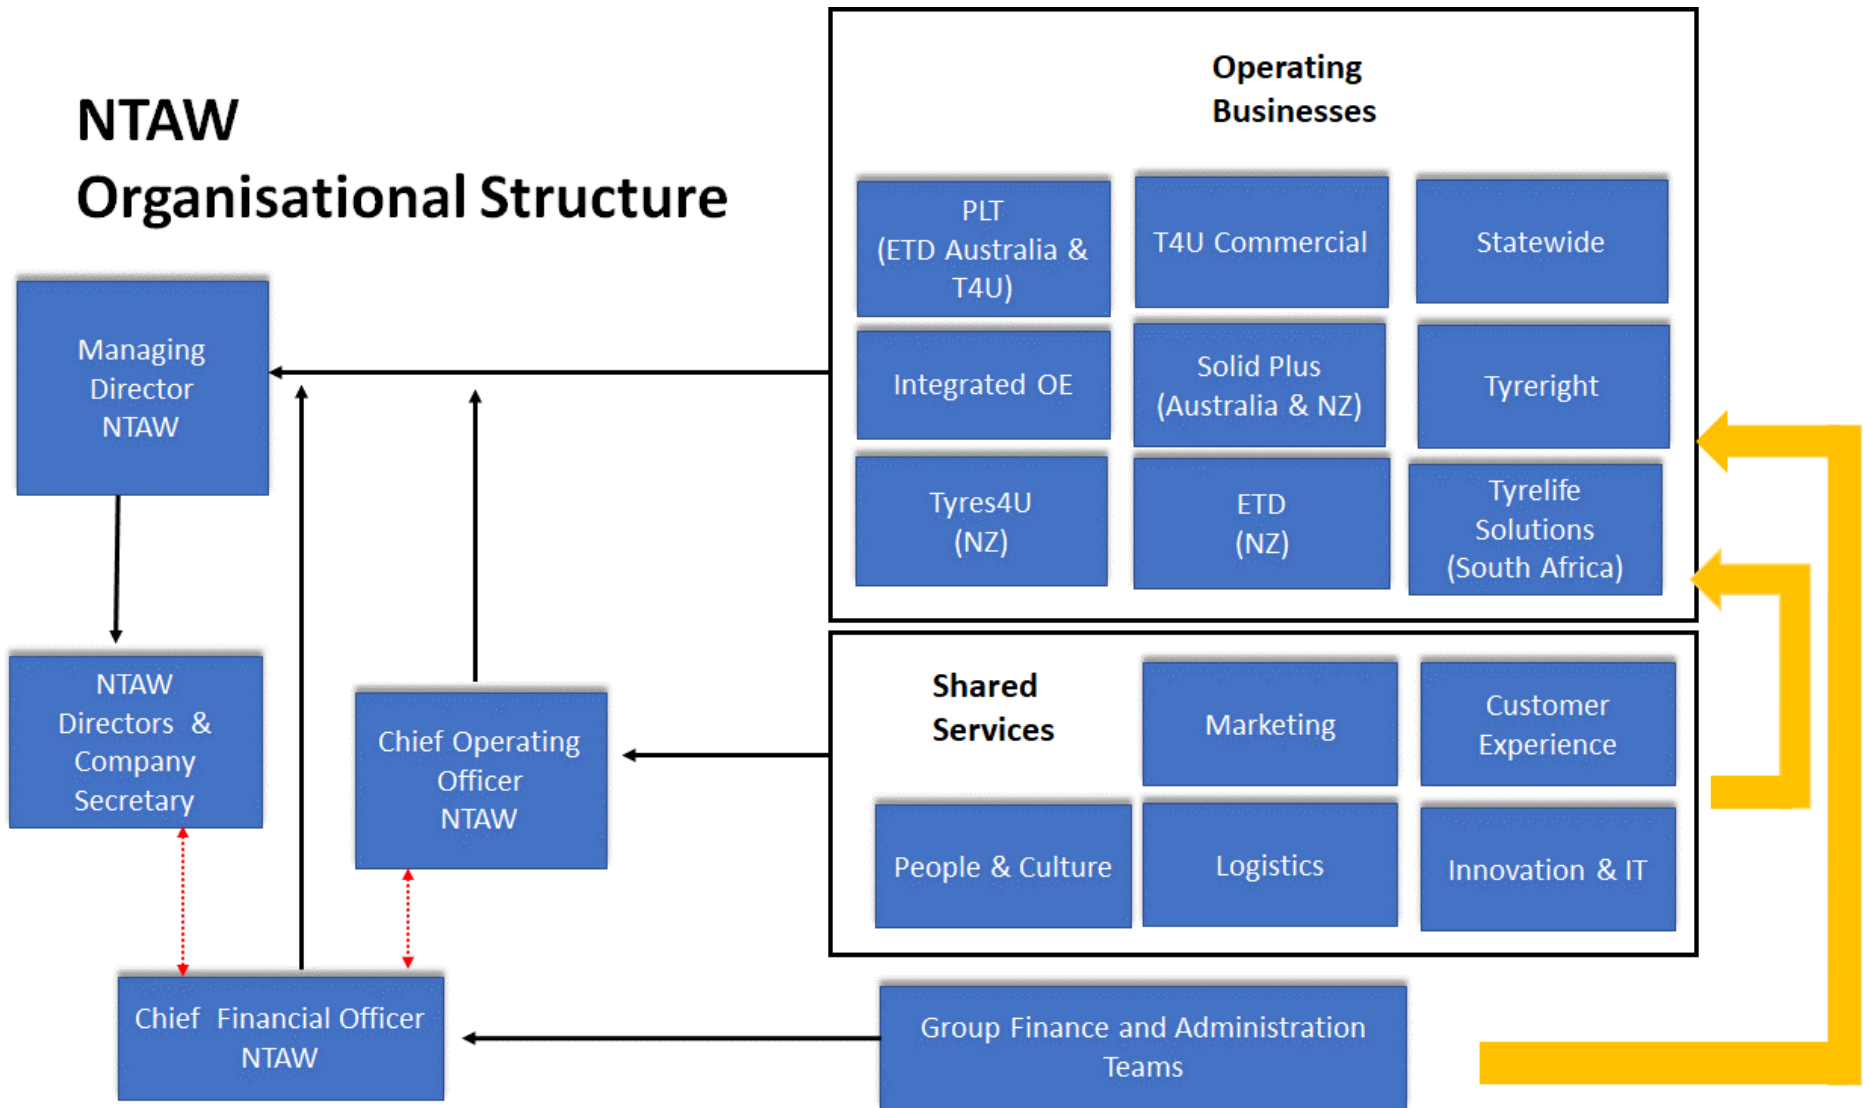 NTAW
Organisational Structure
Operating
Businesses
PLT
(ETD Australia &
T4U)
T4U Commercial
Statewide
Integrated OE
Solid Plus
(Australia & NZ)
Tyreright
Tyres4U
(NZ)
ETD
(NZ)
Tyrelife
Solutions
(South Africa)
Managing
Director
NTAW
NTAW
Directors &
Company
Secretary
Chief Operating
Officer
NTAW
Shared
Services
Marketing
Customer
Experience
People & Culture
Logistics
Innovation & IT
Chief Financial Officer
NTAW
Group Finance and Administration
Teams